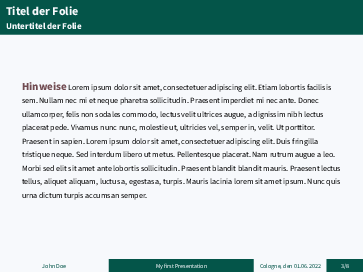 Titel der Folie
Untertitel der Folie
Hinweise Lorem ipsum dolor sit amet, consectetuer adipiscing elit. Etiam lobortis facilisis
sem. Nullam nec mi et neque pharetra sollicitudin. Praesent imperdiet mi nec ante. Donec
ullamcorper, felis non sodales commodo, lectus velit ultrices augue, a dignissim nibh lectus
placerat pede. Vivamus nunc nunc, molestie ut, ultricies vel, semper in, velit. Ut porttitor.
Praesent in sapien. Lorem ipsum dolor sit amet, consectetuer adipiscing elit. Duis fringilla
tristique neque. Sed interdum libero ut metus. Pellentesque placerat. Nam rutrum augue a leo.
Morbi sed elit sit amet ante lobortis sollicitudin. Praesent blandit blandit mauris. Praesent lectus
tellus, aliquet aliquam, luctus a, egestas a, turpis. Mauris lacinia lorem sit amet ipsum. Nunc quis
urna dictum turpis accumsan semper.
John Doe My first Presentation Cologne, den 01.06.2022 3/8